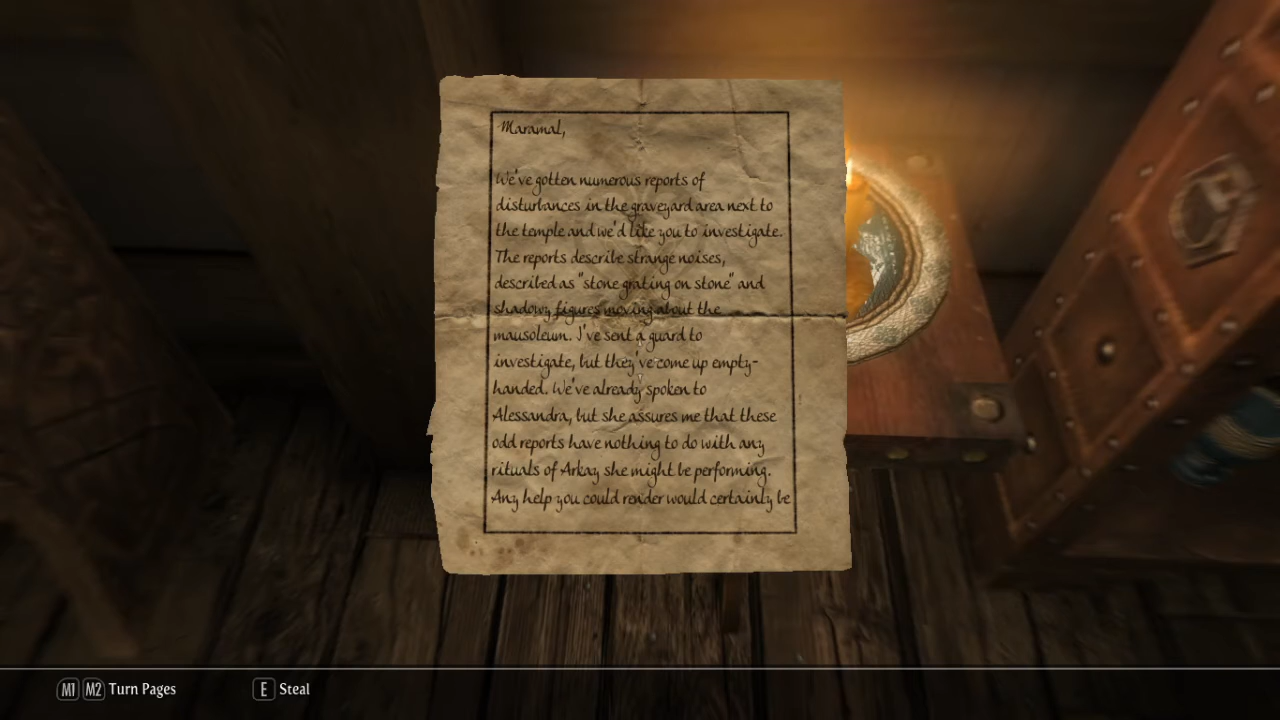 Maramal,
We've gotten numerous reports of
disturbances in the graveyard area next to
the temple and we'd like you to investigate.
The reports describe strange noises,
described as "stone grating on stone" and
shadowy figures moving about the
mausoleum. I've sent a guard to
investigate, but they've come up empty-
handed. We've already spoken to
Alessandra, but she assures me that these
odd reports have nothing to do with any
rituals of Arkay she might be performing.
Any help you could render would certainly be
M1 M2 Turn Pages
E Steal